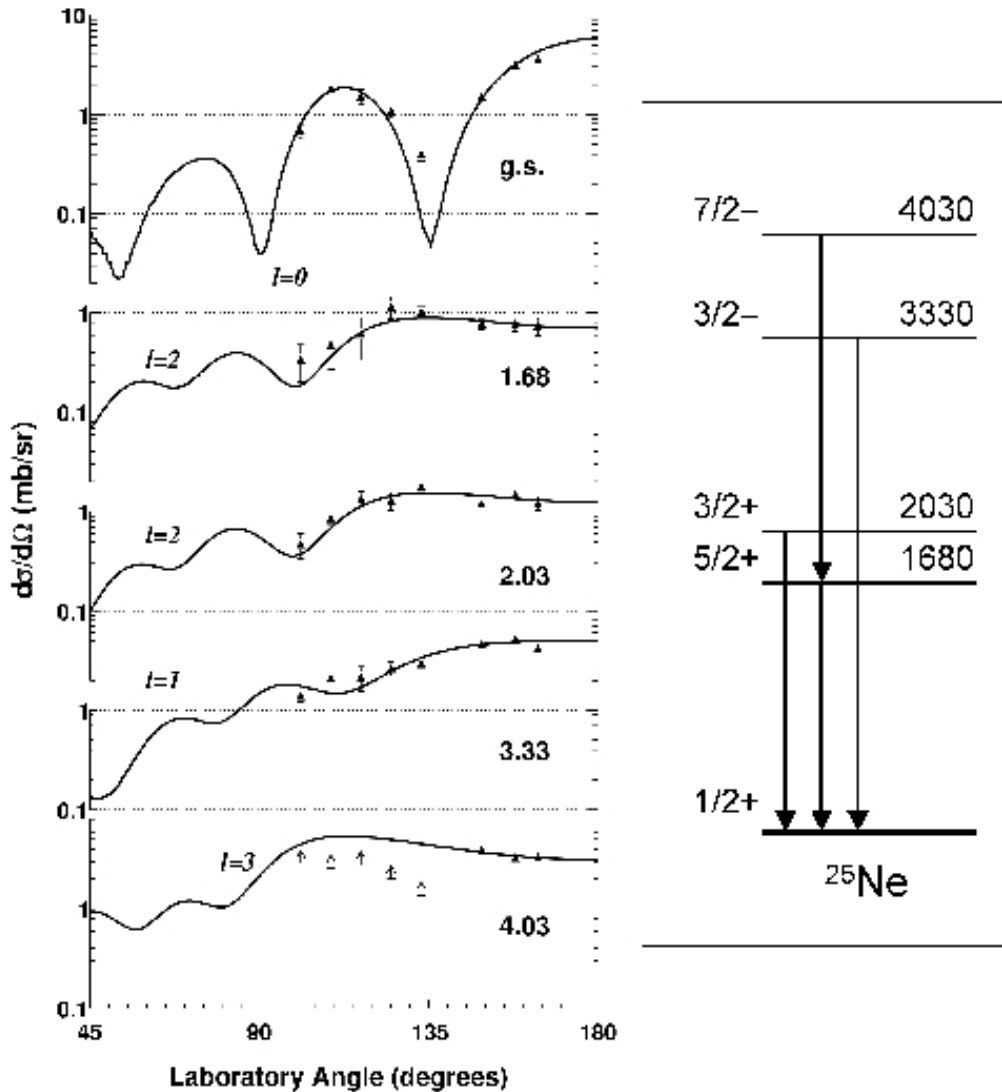 10
1
0.1
g.s.
l=0
1
0.1
l=2
1.68
1
0.1
l=2
2.03
1
0.1
l=1
3.33
1
0.1
l=3
4.03
45
90
135
180
Laboratory Angle (degrees)
dσ/dΩ (mb/sr)
7/2− 4030
3/2− 3330
3/2+ 2030
5/2+ 1680
1/2+
²⁵Ne